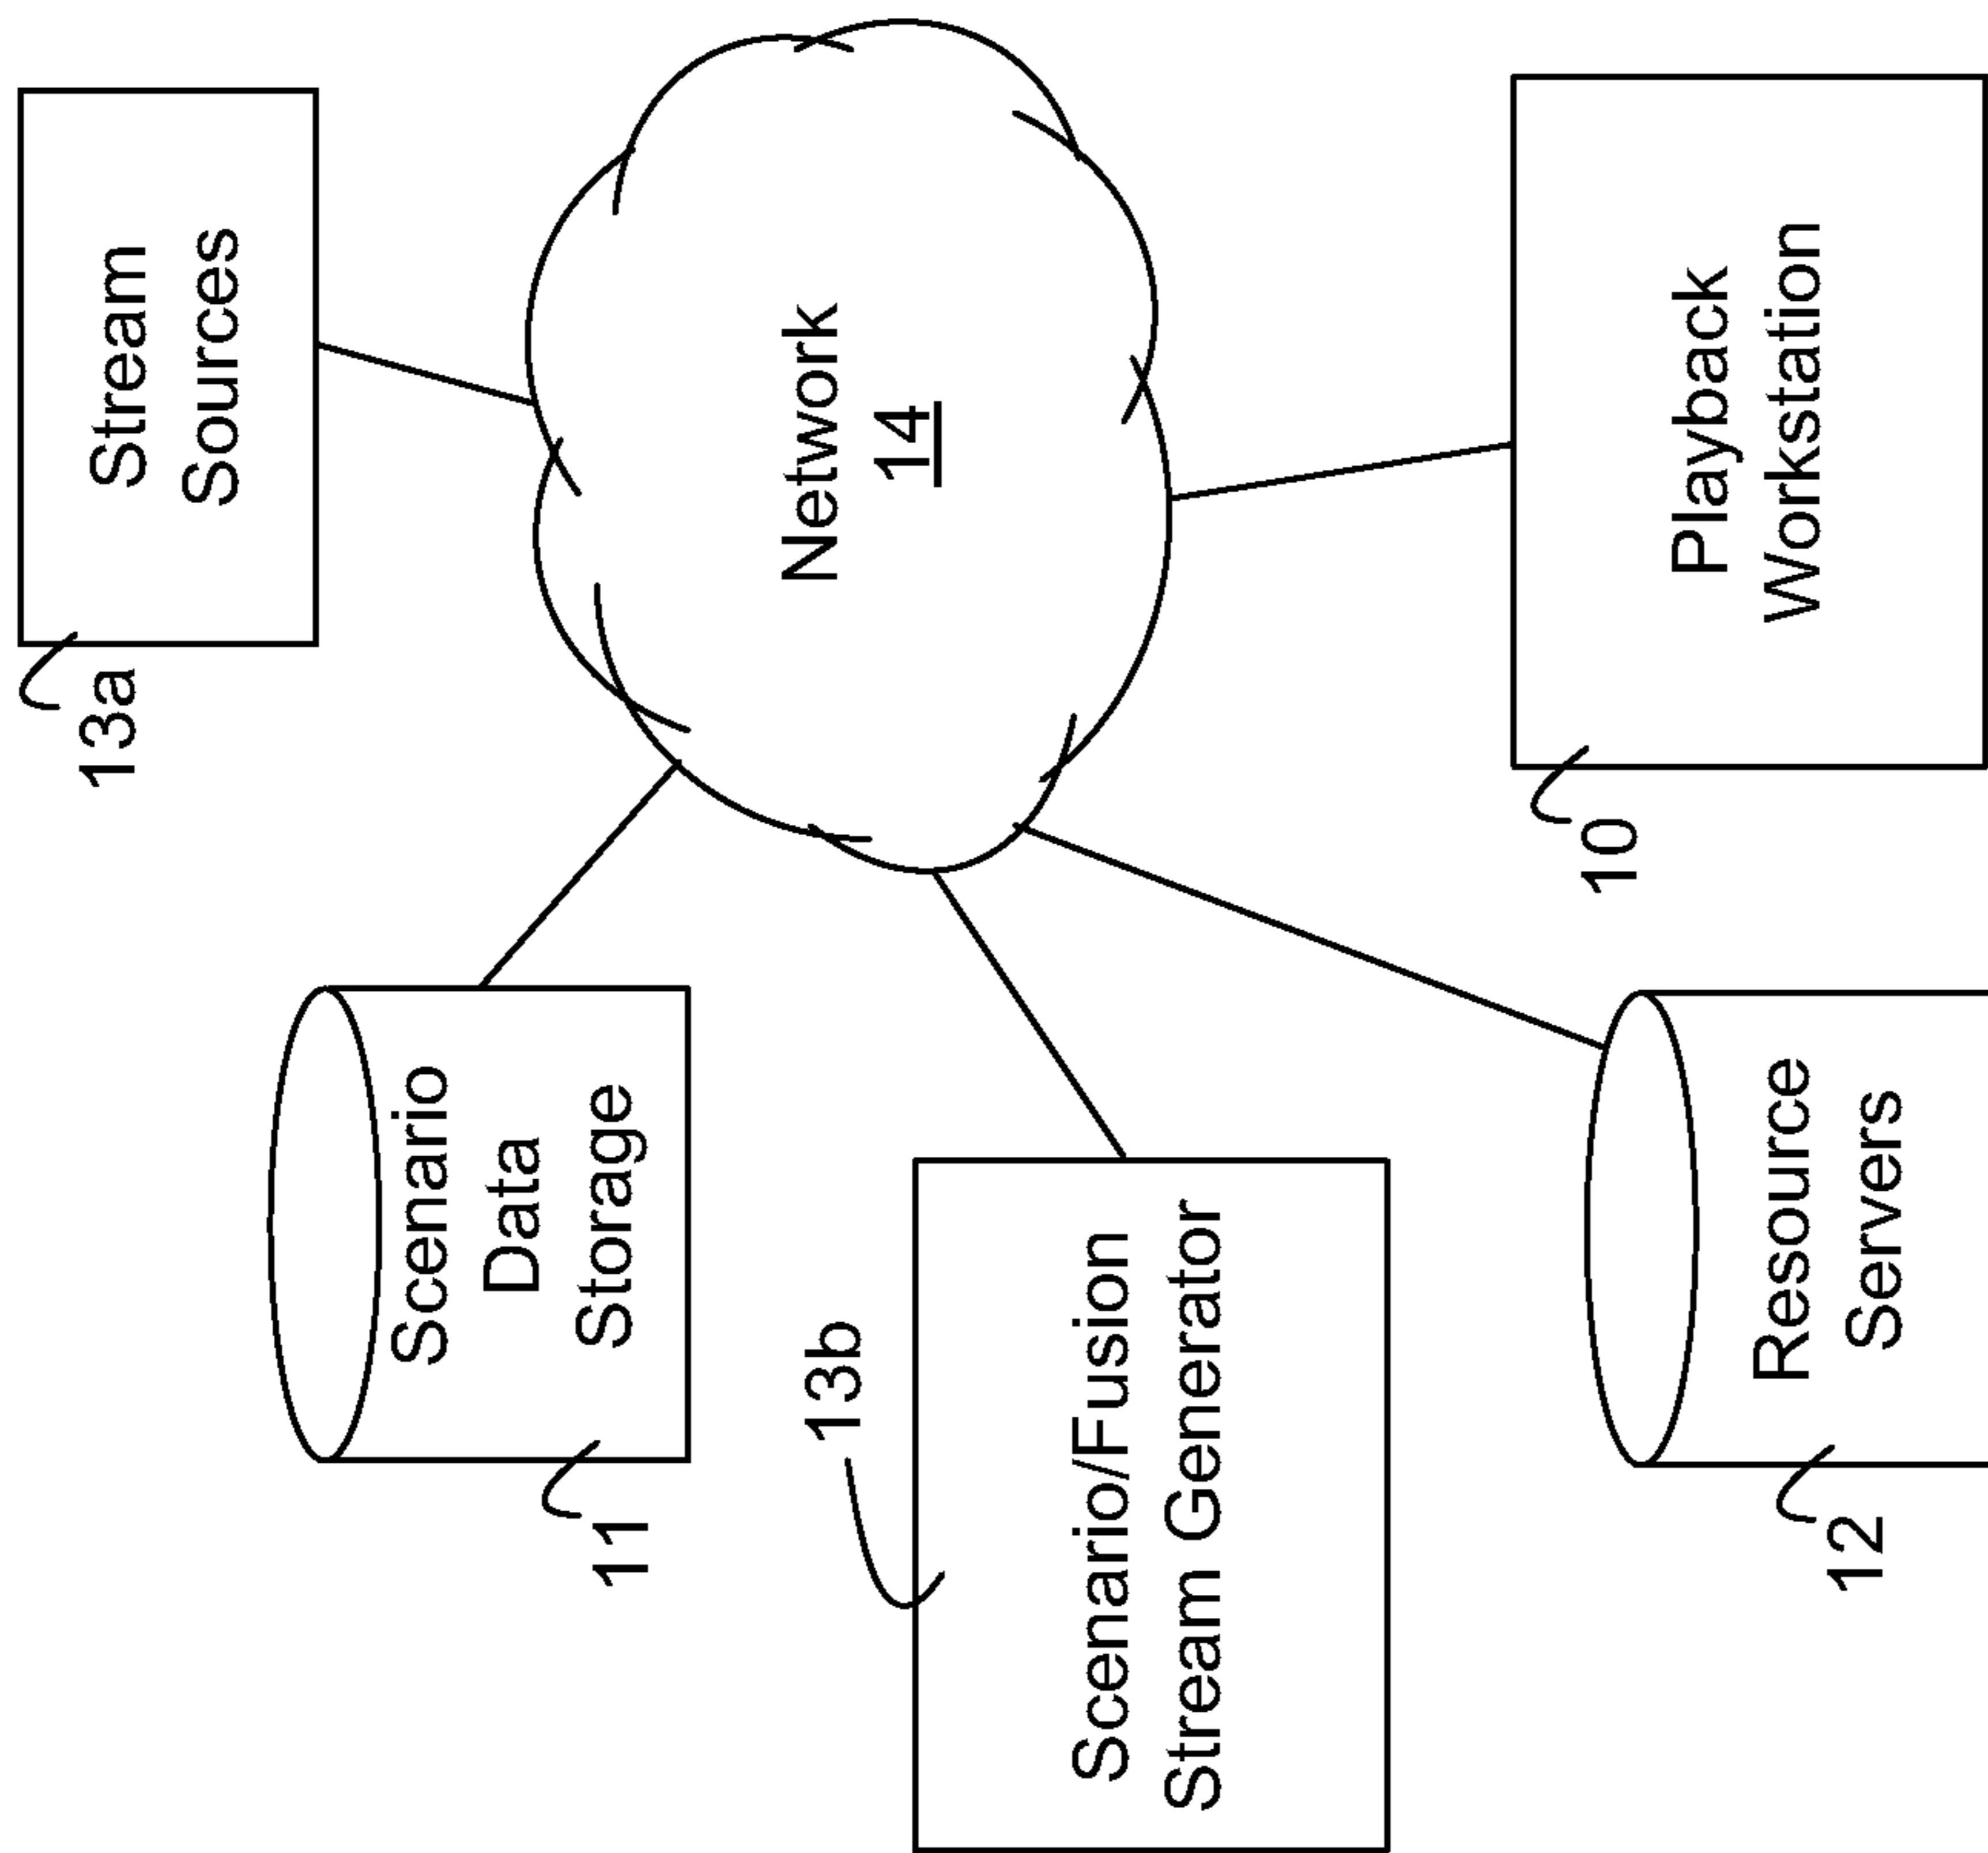 Scenario
Data
Storage
11
13a
Stream
Sources
13b
Scenario/Fusion
Stream Generator
Network
14
12
Resource
Servers
10
Playback
Workstation